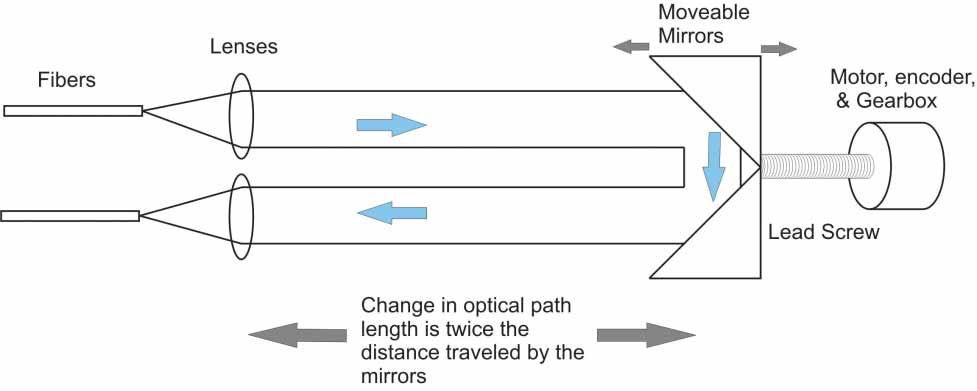 Moveable
Mirrors
Lenses
Fibers
Motor, encoder,
& Gearbox
Lead Screw
Change in optical path
length is twice the
distance traveled by the
mirrors